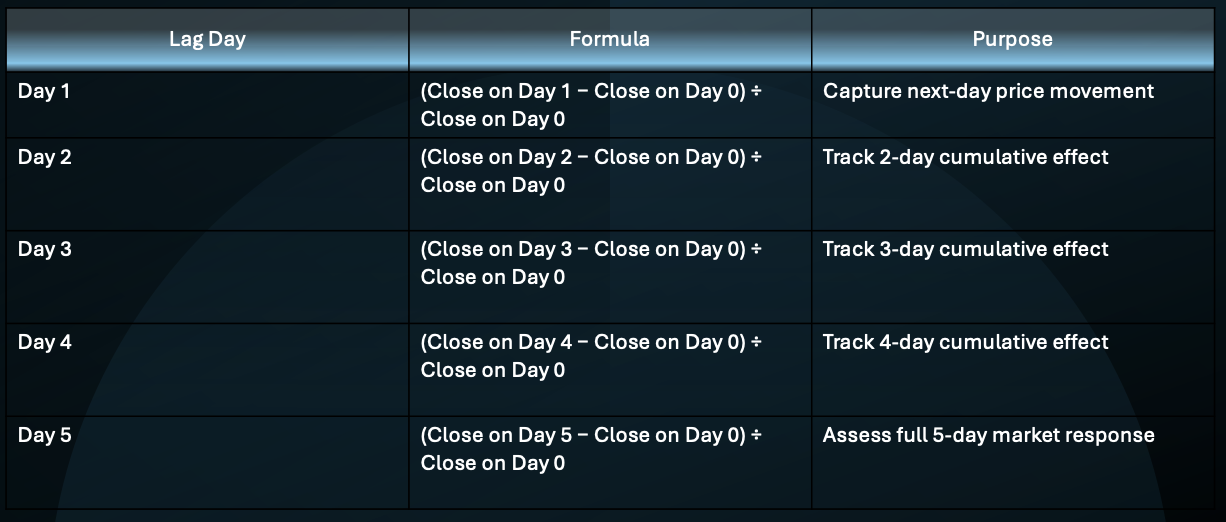 Lag Day
Formula
Purpose
Day 1
(Close on Day 1 – Close on Day 0) ÷
Close on Day 0
Capture next-day price movement
Day 2
(Close on Day 2 – Close on Day 0) ÷
Close on Day 0
Track 2-day cumulative effect
Day 3
(Close on Day 3 – Close on Day 0) ÷
Close on Day 0
Track 3-day cumulative effect
Day 4
(Close on Day 4 – Close on Day 0) ÷
Close on Day 0
Track 4-day cumulative effect
Day 5
(Close on Day 5 – Close on Day 0) ÷
Close on Day 0
Assess full 5-day market response